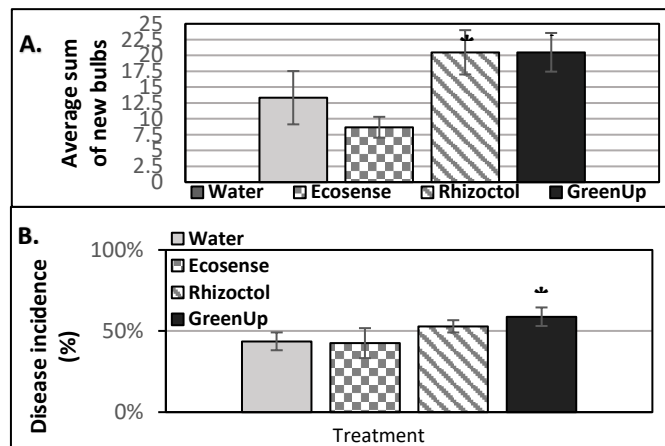 A.
Average sum
of new bulbs
25
22.5
20
17.5
15
12.5
10
7.5
5
2.5
*
Water Ecosense Rhizoctol GreenUp
B.
Disease incidence
(%)
100%
50%
0%
Water
Ecosense
Rhizoctol
GreenUp
*
Treatment